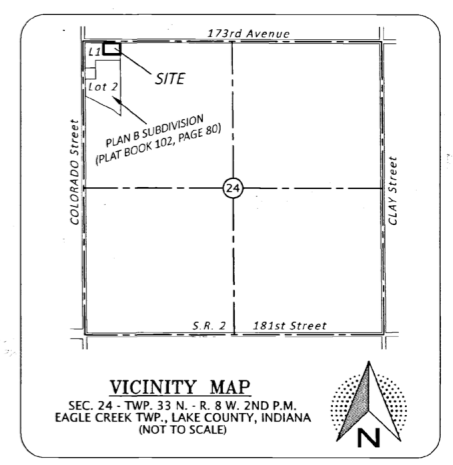 173rd Avenue
L1
SITE
Lot 2
PLAN B SUBDIVISION
(PLAT BOOK 102, PAGE 80)
COLORADO Street
24
CLAY Street
S.R. 2 181st Street
VICINITY MAP
SEC. 24 - TWP. 33 N. - R. 8 W. 2ND P.M.
EAGLE CREEK TWP., LAKE COUNTY, INDIANA
(NOT TO SCALE)
N